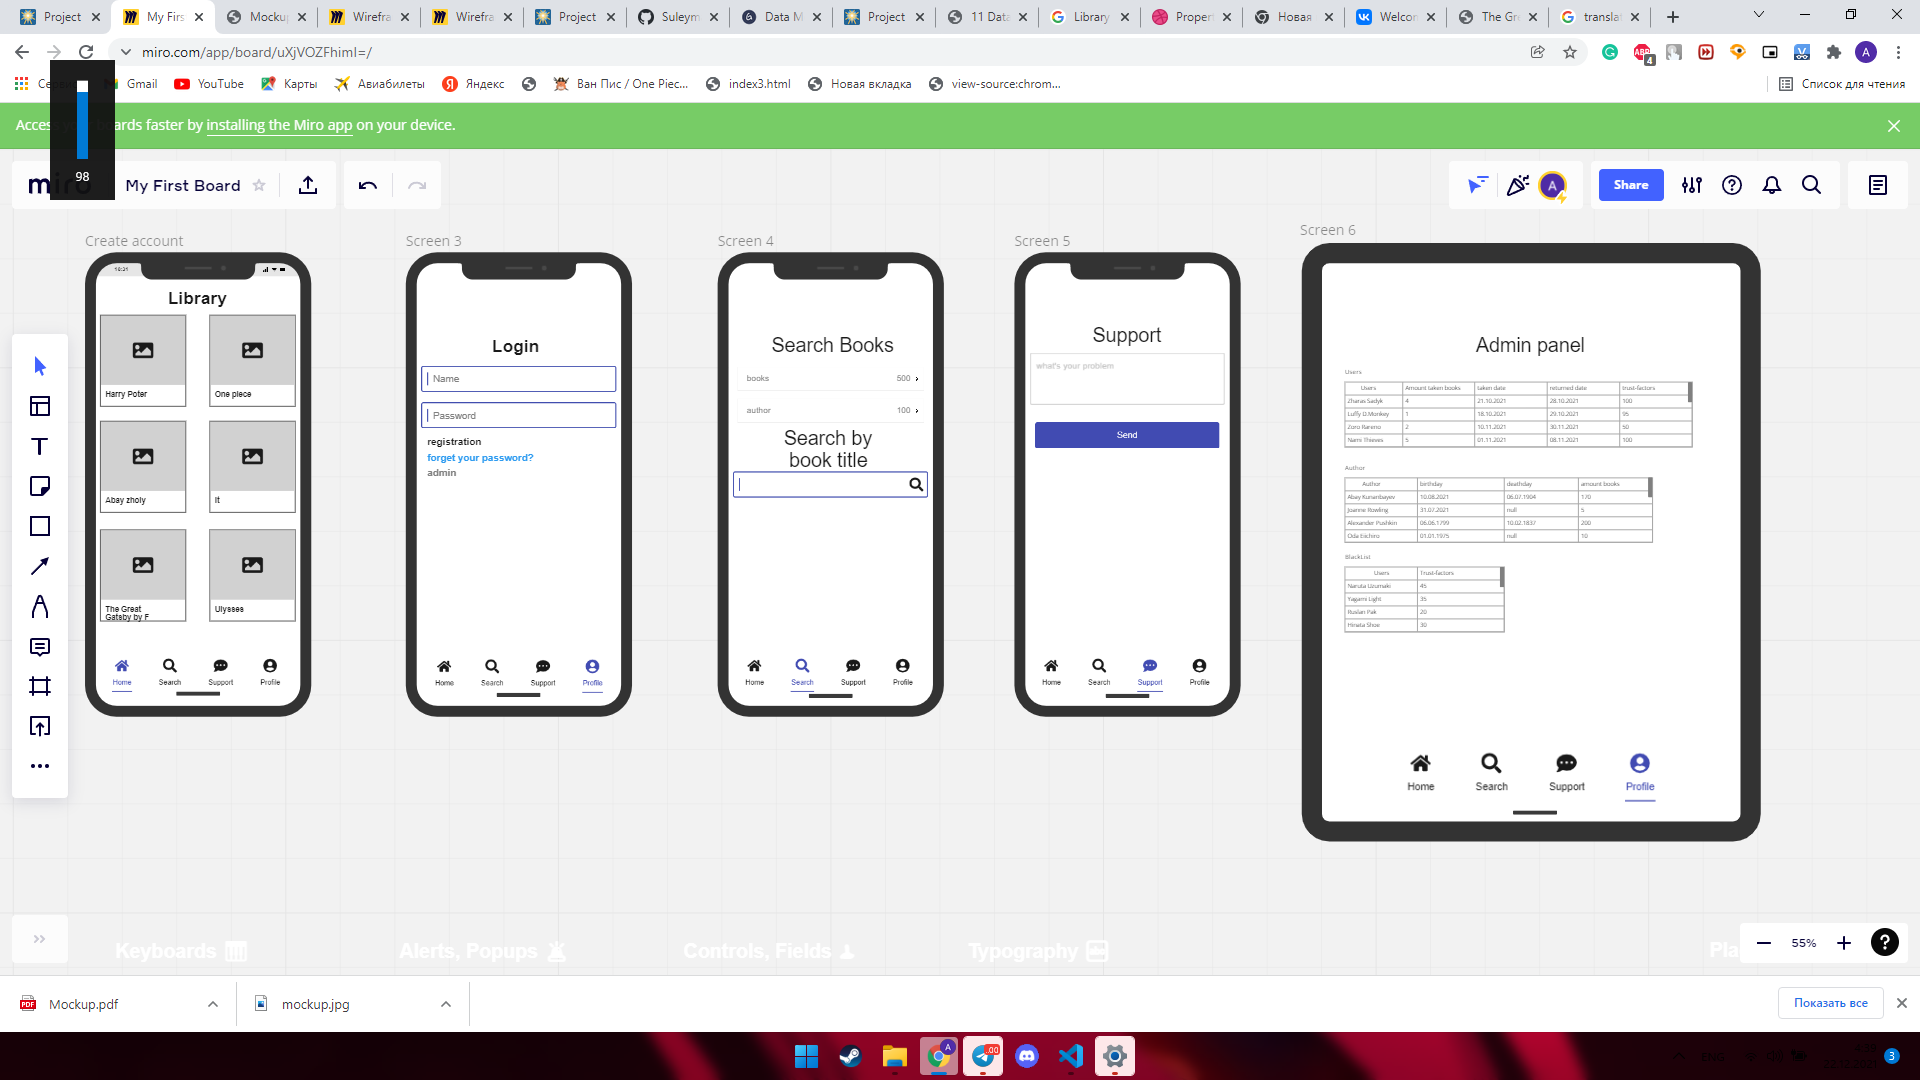 Project
My Firs
Mocku
Wirefra
Wirefra
Project
Suleym
Data M
Project
11 Data
Library
Proper
Новая
Welcon
The Gr
translat
miro.com/app/board/uXjVOZFhimI=/
4
A
Gmail
YouTube
Карты
Авиабилеты
Яндекс
Ван Пис / One Piec...
index3.html
Новая вкладка
view-source:chrom...
Список для чтения
boards faster by installing the Miro app on your device.
98
miro
My First Board
A
Share
Create account
Screen 3
Screen 4
Screen 5
Screen 6
Library
Harry Poter
One piece
Abay zholy
It
The Great
Gatsby by F
Ulysses
Home
Search
Support
Profile
Login
Name
Password
registration
forget your password?
admin
Home
Search
Support
Profile
Search Books
books 500
author 100
Search by
book title
Home
Search
Support
Profile
Support
what's your problem
Send
Home
Search
Support
Profile
Admin panel
Users
Users Amount taken books taken date returned date trust-factors
Zharas Sadyk 4 21.10.2021 28.10.2021 100
Luffy D.Monkey 1 18.10.2021 29.10.2021 95
Zoro Rareno 2 10.11.2021 30.11.2021 50
Nami Thieves 5 01.11.2021 08.11.2021 100
Author
Author birthday deathday amount books
Abay Kunanbayev 10.08.2021 06.07.1904 170
Joanne Rowling 31.07.2021 null 5
Alexander Pushkin 06.06.1799 10.02.1837 200
Oda Eiichiro 01.01.1975 null 10
BlackList
Users Trust-factors
Naruta Uzumaki 45
Yagami Light 35
Ruslan Pak 20
Hinata Shoe 30
Home
Search
Support
Profile
Keyboards
Alerts, Popups
Controls, Fields
Typography
55%
Mockup.pdf
mockup.jpg
Показать все
3